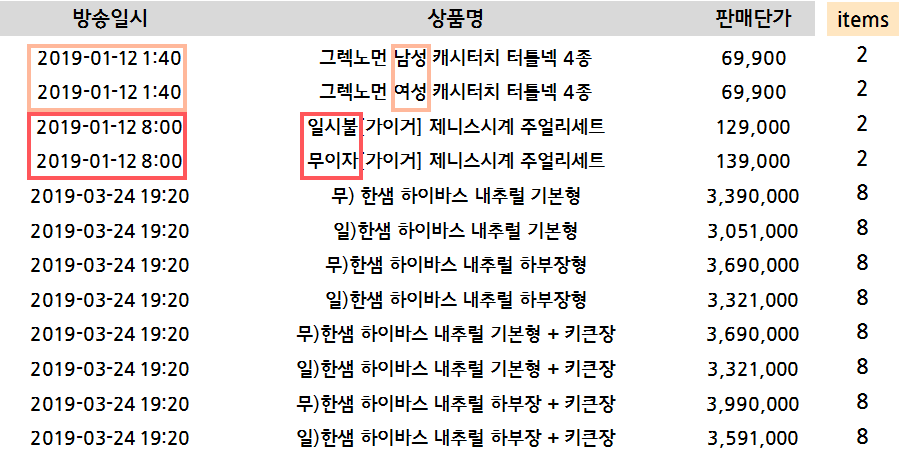 방송일시 상품명 판매단가 items
2019-01-12 1:40 그렉노먼 남성 캐시터치 터틀넥 4종 69,900 2
2019-01-12 1:40 그렉노먼 여성 캐시터치 터틀넥 4종 69,900 2
2019-01-12 8:00 일시불[가이거] 제니스시계 주얼리세트 129,000 2
2019-01-12 8:00 무이자[가이거] 제니스시계 주얼리세트 139,000 2
2019-03-24 19:20 무) 한샘 하이바스 내추럴 기본형 3,390,000 8
2019-03-24 19:20 일)한샘 하이바스 내추럴 기본형 3,051,000 8
2019-03-24 19:20 무)한샘 하이바스 내추럴 하부장형 3,690,000 8
2019-03-24 19:20 일)한샘 하이바스 내추럴 하부장형 3,321,000 8
2019-03-24 19:20 무)한샘 하이바스 내추럴 기본형 + 키큰장 3,690,000 8
2019-03-24 19:20 일)한샘 하이바스 내추럴 기본형 + 키큰장 3,321,000 8
2019-03-24 19:20 무)한샘 하이바스 내추럴 하부장 + 키큰장 3,990,000 8
2019-03-24 19:20 일)한샘 하이바스 내추럴 하부장 + 키큰장 3,591,000 8